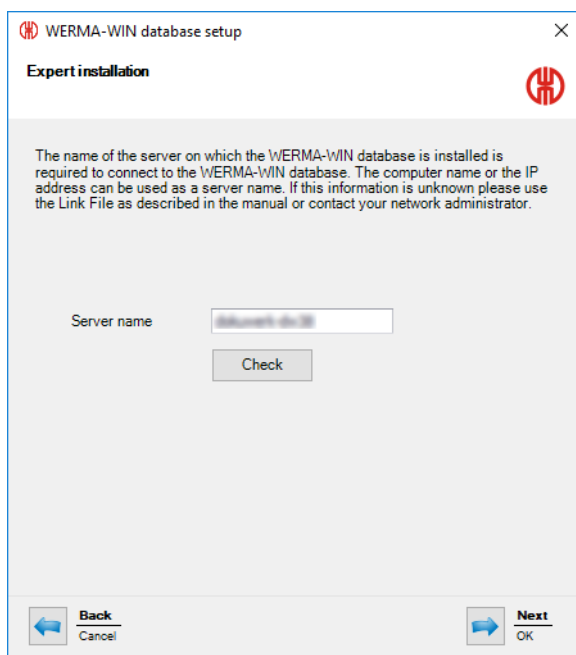 WERMA-WIN database setup
Expert installation
The name of the server on which the WERMA-WIN database is installed is
required to connect to the WERMA-WIN database. The computer name or the IP
address can be used as a server name. If this information is unknown please use
the Link File as described in the manual or contact your network administrator.
Server name
Check
Back
Cancel
Next
OK